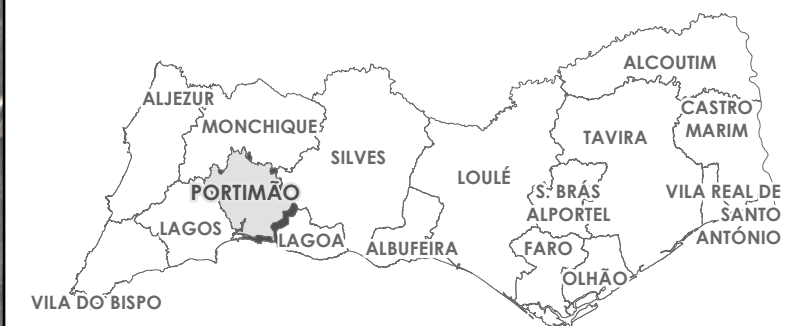 ALCOUTIM
ALJEZUR
CASTRO
MARIM
MONCHIQUE
TAVIRA
SILVES
LOULÉ
PORTIMÃO
S. BRÁS
ALPORTEL
VILA REAL DE
SANTO
ANTÓNIO
LAGOS
LAGOA
ALBUFEIRA
FARO
OLHÃO
VILA DO BISPO